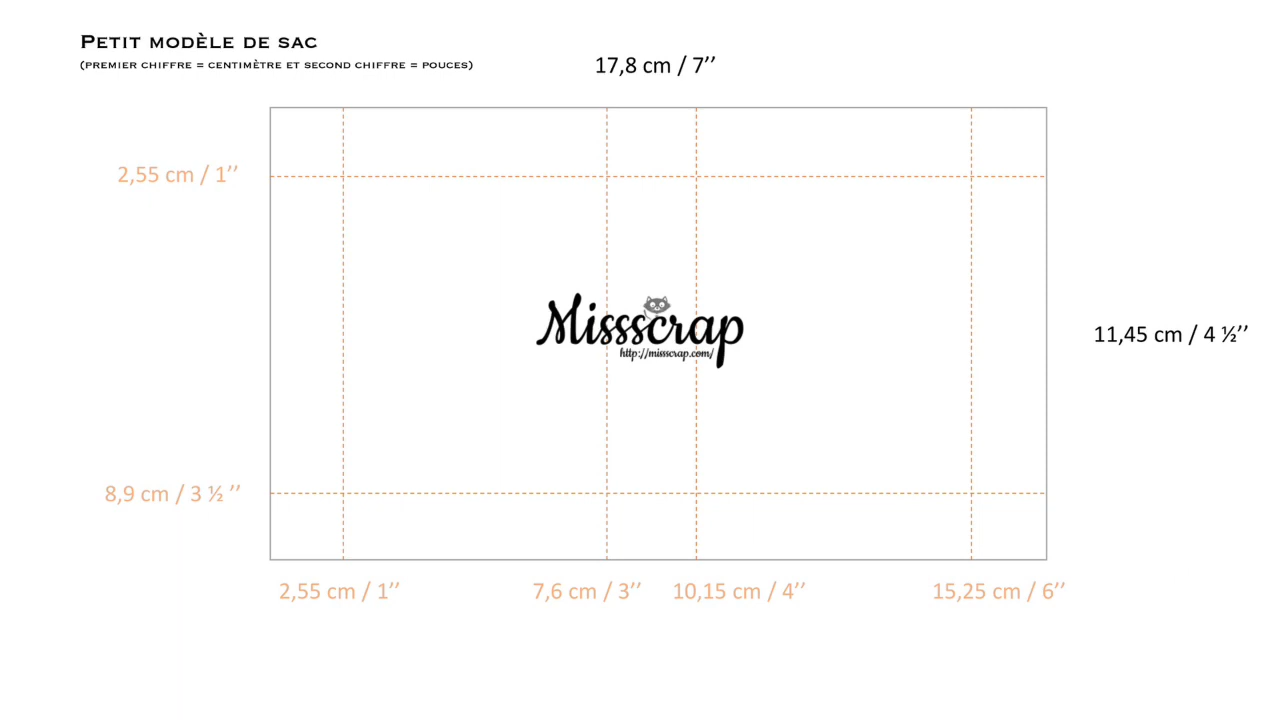 Petit modèle de sac
(premier chiffre = centimètre et second chiffre = pouces)
17,8 cm / 7’’
2,55 cm / 1’’
Missscrap
http://missscrap.com/
11,45 cm / 4 ½’’
8,9 cm / 3 ½ ’’
2,55 cm / 1’’
7,6 cm / 3’’
10,15 cm / 4’’
15,25 cm / 6’’